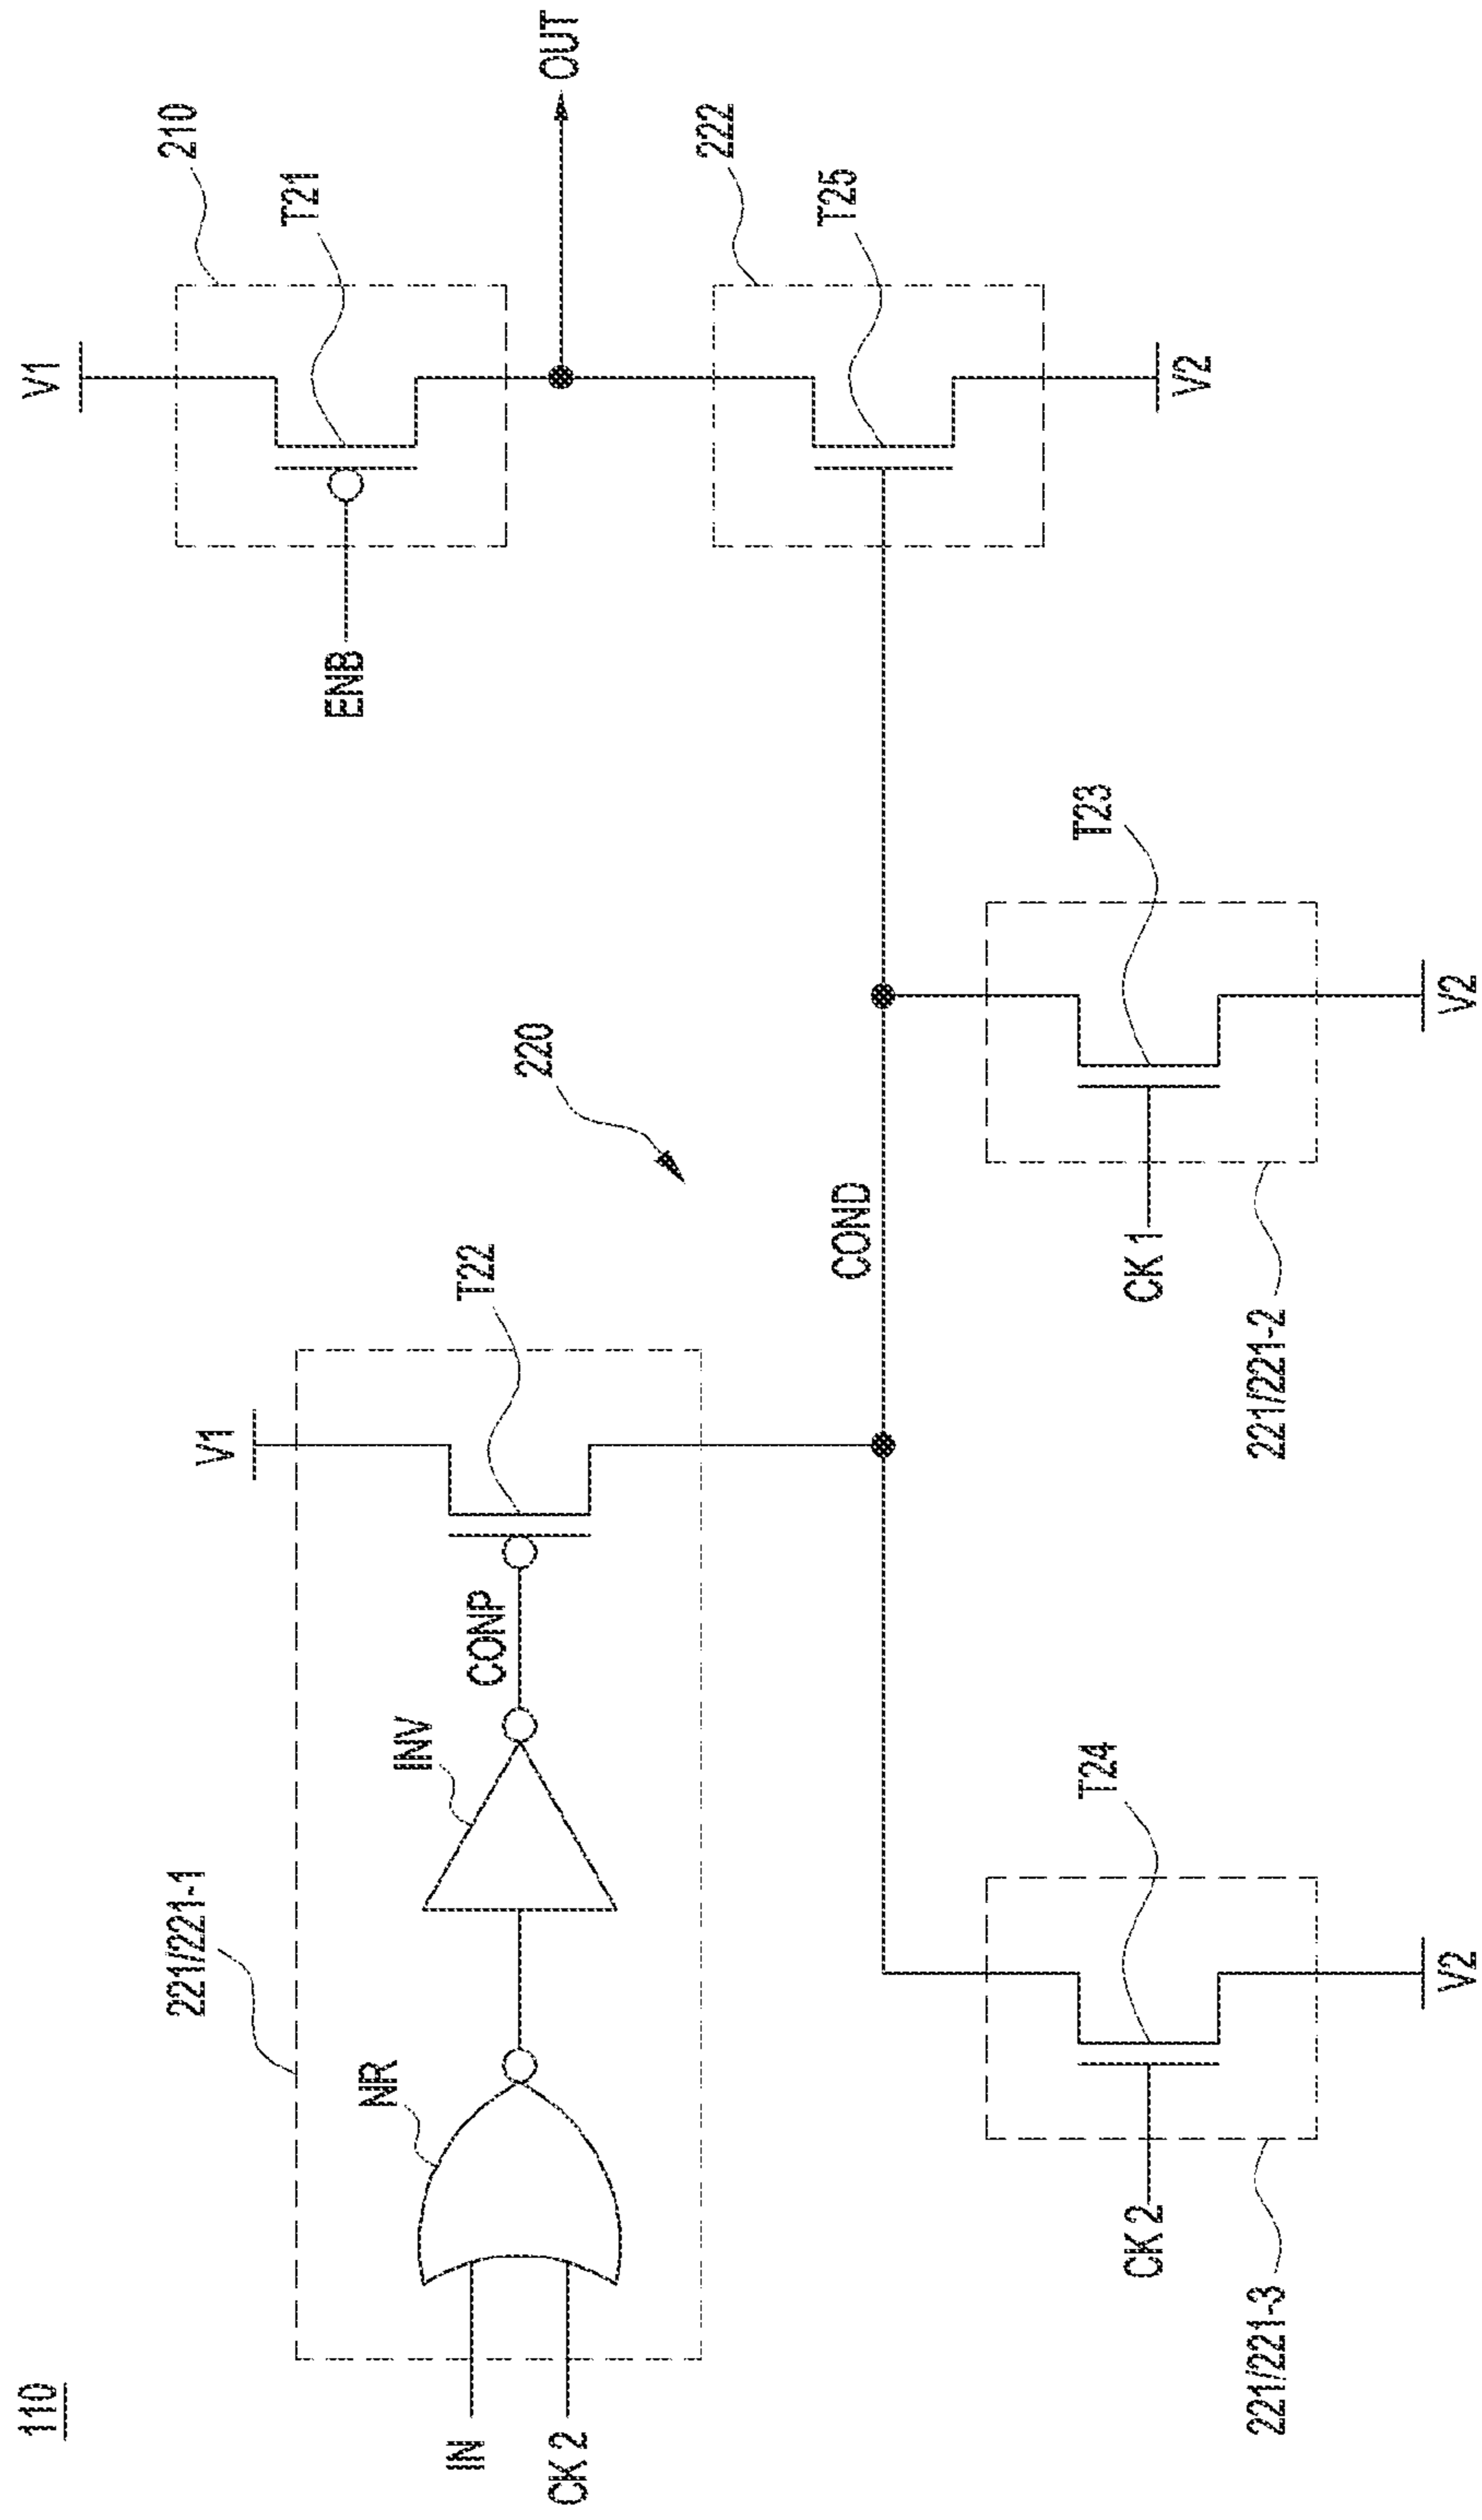 110
V1
210
T21
ENB
OUT
222
T25
V2
221/221-1
V1
T22
NR
INV
CONP
IN
CK 2
220
COND
T24
CK 2
221/221-3
V2
T23
CK 1
221/221-2
V2